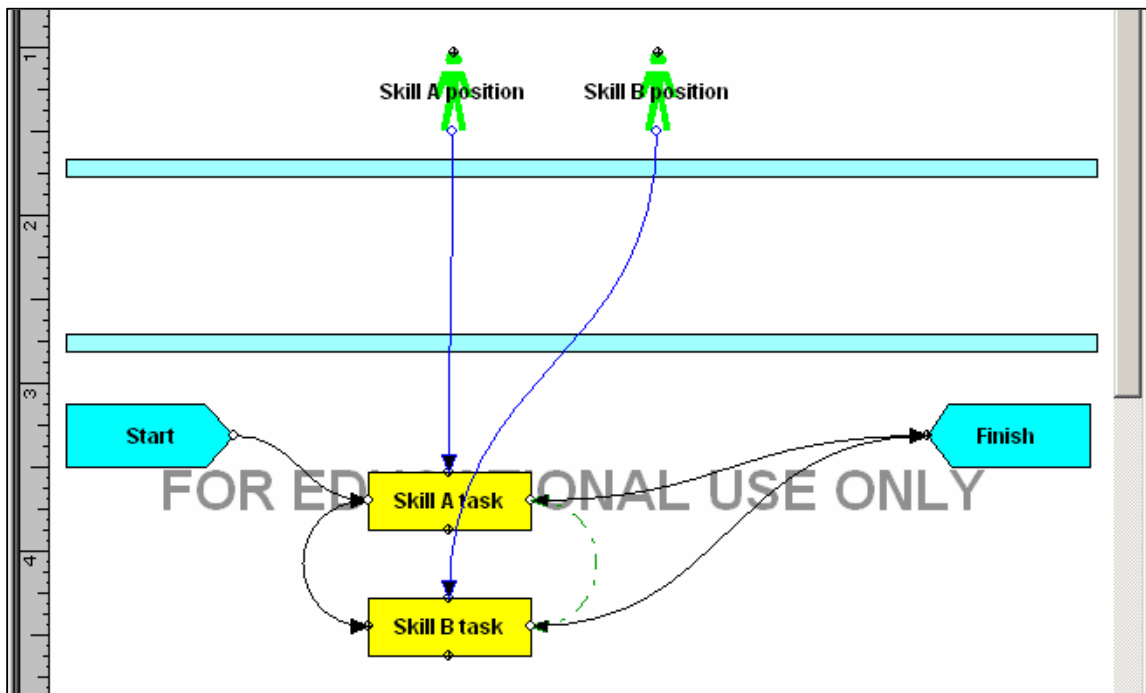 1
Skill A position
Skill B position
2
3
Start
Finish
FOR EDUCATIONAL USE ONLY
Skill A task
4
Skill B task